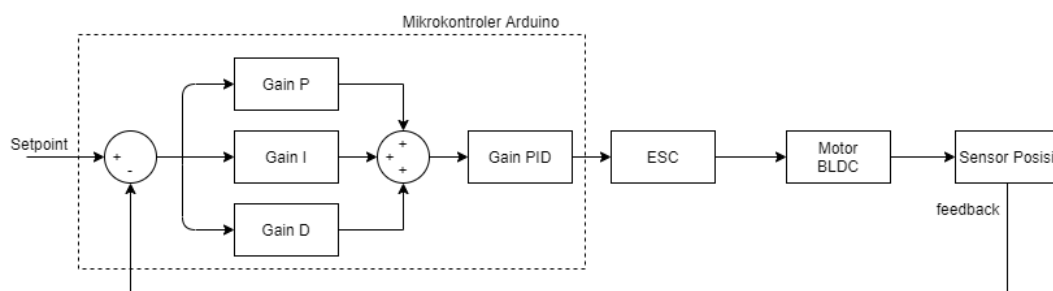 Mikrokontroler Arduino
Setpoint
+
-
Gain P
Gain I
Gain D
+
+
+
Gain PID
ESC
Motor
BLDC
Sensor Posisi
feedback